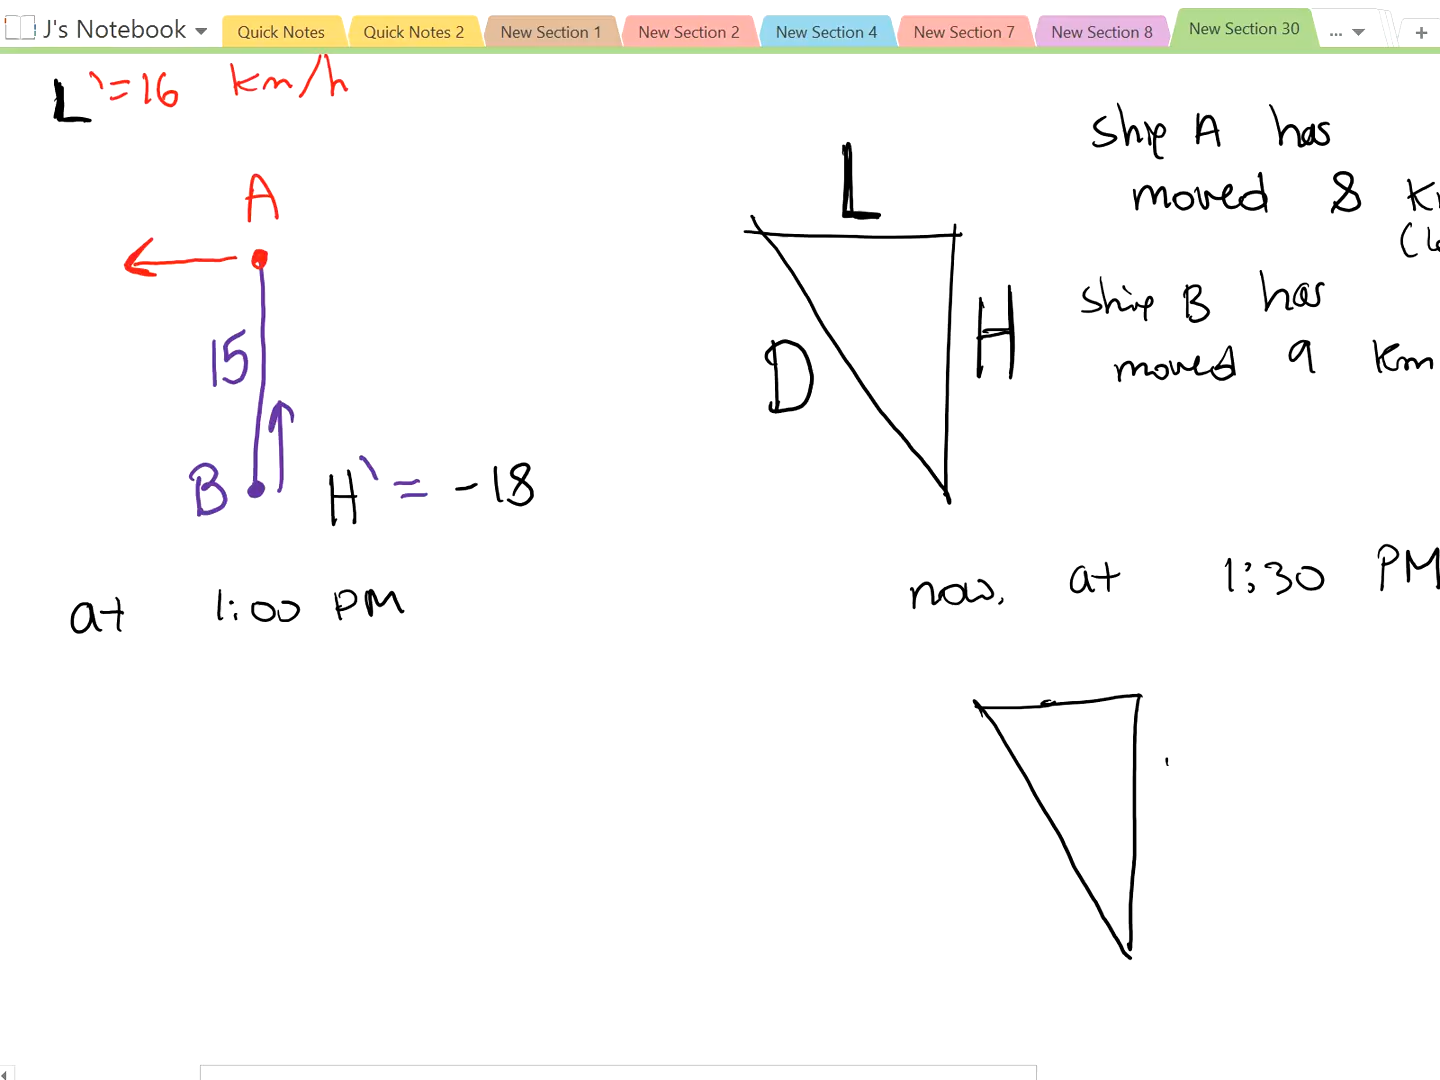 J's Notebook
Quick Notes
Quick Notes 2
New Section 1
New Section 2
New Section 4
New Section 7
New Section 8
New Section 30
...
+
L'=16 km/h
A
15
B
H' = -18
at 1:00 PM
L
D
H
Ship A has
moved 8
Ship B has
moved 9 km
now, at 1:30 PM